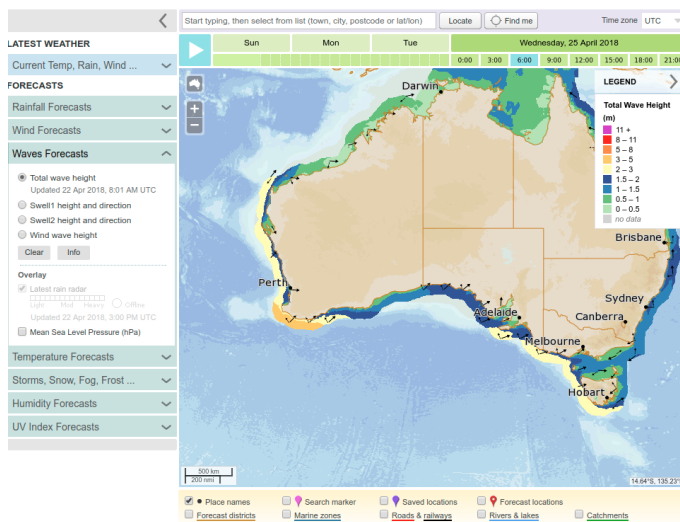 Start typing, then select from list (town, city, postcode or lat/lon) Locate Find me Time zone UTC
LATEST WEATHER
Current Temp, Rain, Wind ...
FORECASTS
Rainfall Forecasts
Wind Forecasts
Waves Forecasts
Total wave height
Updated 22 Apr 2018, 8:01 AM UTC
Swell1 height and direction
Swell2 height and direction
Wind wave height
Clear Info
Overlay
Latest rain radar
Light Med Heavy Offline
Updated 22 Apr 2018, 3:00 PM UTC
Mean Sea Level Pressure (hPa)
Temperature Forecasts
Storms, Snow, Fog, Frost ...
Humidity Forecasts
UV Index Forecasts
Sun Mon Tue Wednesday, 25 April 2018
0:00 3:00 6:00 9:00 12:00 15:00 18:00 21:00
LEGEND
Total Wave Height
(m)
11 +
8 – 11
5 – 8
3 – 5
2 – 3
1.5 – 2
1 – 1.5
0.5 – 1
0 – 0.5
no data
Darwin
Brisbane
Perth
Sydney
Adelaide
Canberra
Melbourne
Hobart
500 km
200 nmi
14.64°S, 135.23°
Place names Search marker Saved locations Forecast locations
Forecast districts Marine zones Roads & railways Rivers & lakes Catchments